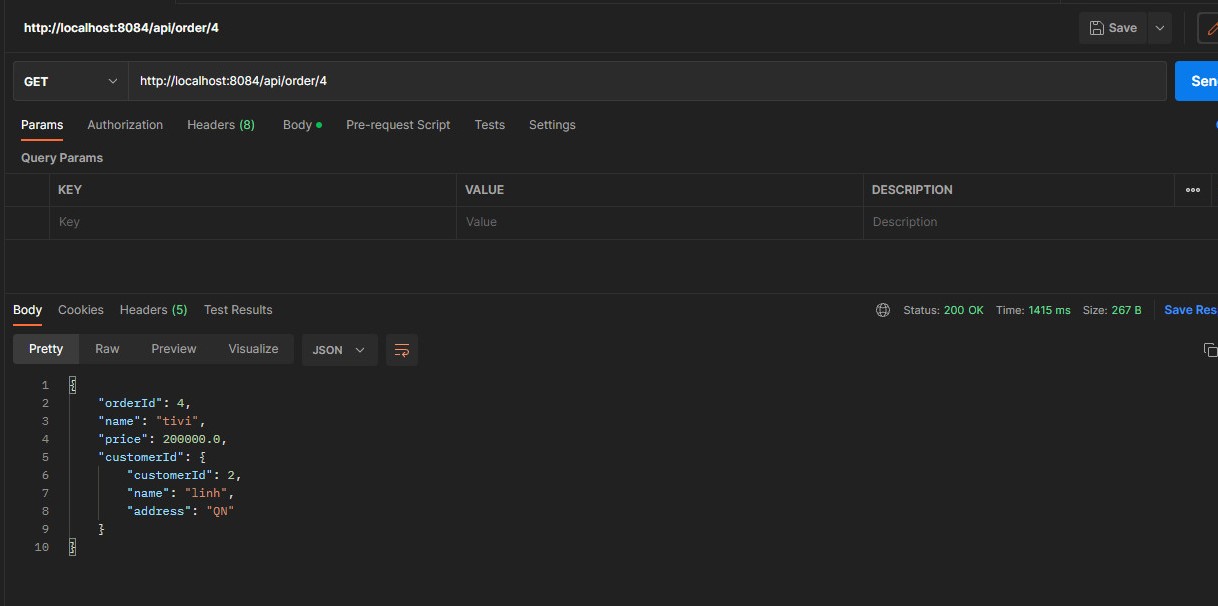 http://localhost:8084/api/order/4
Save
GET
http://localhost:8084/api/order/4
Sen
Params Authorization Headers (8) Body Pre-request Script Tests Settings
Query Params
KEY VALUE DESCRIPTION
Key Value Description
Body Cookies Headers (5) Test Results
Status: 200 OK Time: 1415 ms Size: 267 B Save Res
Pretty Raw Preview Visualize JSON
1 {
2 "orderId": 4,
3 "name": "tivi",
4 "price": 200000.0,
5 "customerId": {
6 "customerId": 2,
7 "name": "linh",
8 "address": "QN"
9 }
10 }